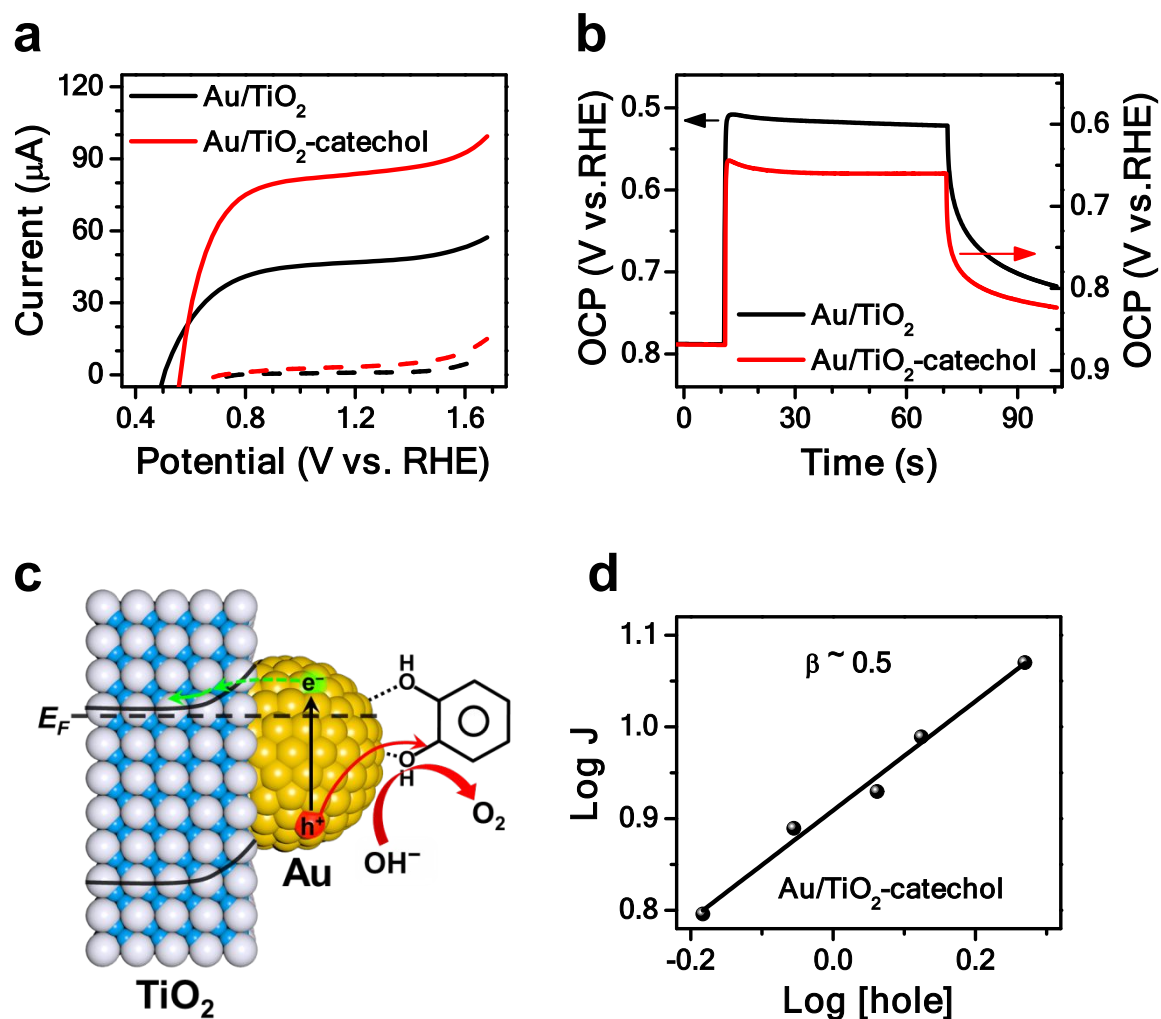 a
120
90
60
30
0
Current (μA)
Au/TiO₂
Au/TiO₂-catechol
0.4 0.8 1.2 1.6
Potential (V vs. RHE)
b
0.5
0.6
0.7
0.8
OCP (V vs.RHE)
0.6
0.7
0.8
0.9
OCP (V vs.RHE)
Au/TiO₂
Au/TiO₂-catechol
0 30 60 90
Time (s)
c
E_F
e⁻
h⁺
H
O
O
H
O₂
OH⁻
Au
TiO₂
d
1.1
1.0
0.9
0.8
Log J
β ~ 0.5
Au/TiO₂-catechol
-0.2 0.0 0.2
Log [hole]